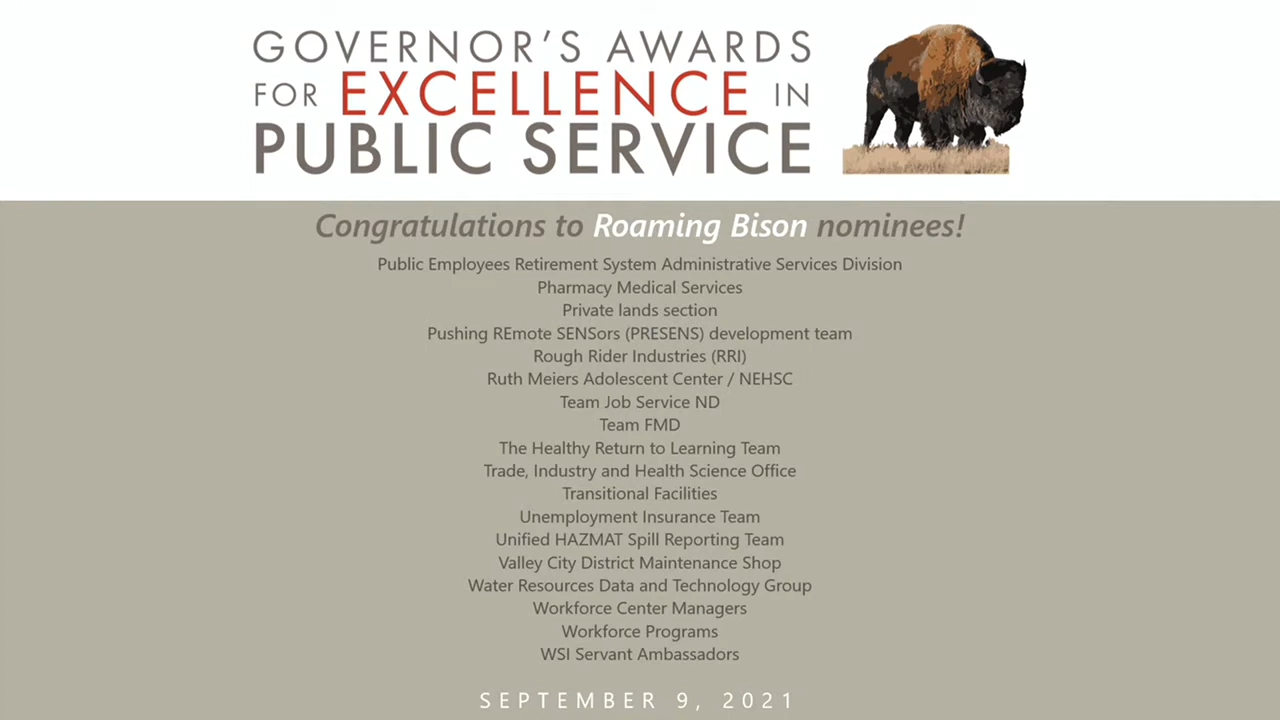 GOVERNOR'S AWARDS
FOR EXCELLENCE IN
PUBLIC SERVICE
Congratulations to Roaming Bison nominees!
Public Employees Retirement System Administrative Services Division
Pharmacy Medical Services
Private lands section
Pushing REmote SENSors (PRESENS) development team
Rough Rider Industries (RRI)
Ruth Meiers Adolescent Center / NEHSC
Team Job Service ND
Team FMD
The Healthy Return to Learning Team
Trade, Industry and Health Science Office
Transitional Facilities
Unemployment Insurance Team
Unified HAZMAT Spill Reporting Team
Valley City District Maintenance Shop
Water Resources Data and Technology Group
Workforce Center Managers
Workforce Programs
WSI Servant Ambassadors
SEPTEMBER 9, 2021